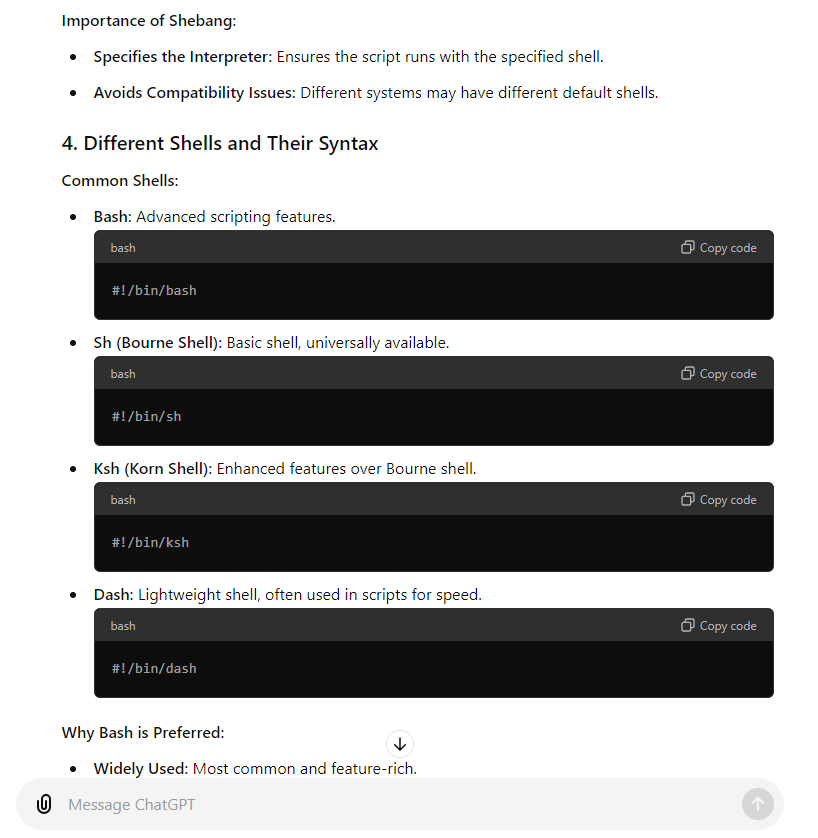 Importance of Shebang:
Specifies the Interpreter: Ensures the script runs with the specified shell.
Avoids Compatibility Issues: Different systems may have different default shells.
4. Different Shells and Their Syntax
Common Shells:
Bash: Advanced scripting features.
bash Copy code
#!/bin/bash
Sh (Bourne Shell): Basic shell, universally available.
bash Copy code
#!/bin/sh
Ksh (Korn Shell): Enhanced features over Bourne shell.
bash Copy code
#!/bin/ksh
Dash: Lightweight shell, often used in scripts for speed.
bash Copy code
#!/bin/dash
Why Bash is Preferred:
Widely Used: Most common and feature-rich.
Message ChatGPT